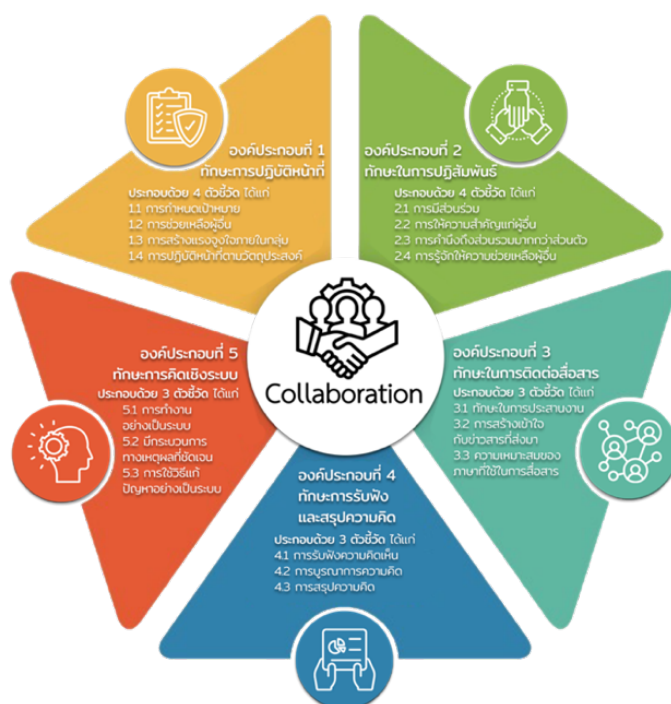 องค์ประกอบที่ 1
ทักษะการปฏิบัติหน้าที่
ประกอบด้วย 4 ตัวชี้วัด ได้แก่
1.1 การกำหนดเป้าหมาย
1.2 การช่วยเหลือผู้อื่น
1.3 การสร้างแรงจูงใจภายในกลุ่ม
1.4 การปฏิบัติหน้าที่ตามวัตถุประสงค์
องค์ประกอบที่ 2
ทักษะในการปฏิสัมพันธ์
ประกอบด้วย 4 ตัวชี้วัด ได้แก่
2.1 การมีส่วนร่วม
2.2 การให้ความสำคัญแก่ผู้อื่น
2.3 การคำนึงถึงส่วนรวมมากกว่าส่วนตัว
2.4 การรู้จักให้ความช่วยเหลือผู้อื่น
Collaboration
องค์ประกอบที่ 3
ทักษะในการติดต่อสื่อสาร
ประกอบด้วย 3 ตัวชี้วัด ได้แก่
3.1 ทักษะในการประสานงาน
3.2 การสร้างเข้าใจ
กับข่าวสารที่ส่งมา
3.3 ความเหมาะสมของ
ภาษาที่ใช้ในการสื่อสาร
องค์ประกอบที่ 4
ทักษะการรับฟัง
และสรุปความคิด
ประกอบด้วย 3 ตัวชี้วัด ได้แก่
4.1 การรับฟังความคิดเห็น
4.2 การบูรณาการความคิด
4.3 การสรุปความคิด
องค์ประกอบที่ 5
ทักษะการคิดเชิงระบบ
ประกอบด้วย 3 ตัวชี้วัด ได้แก่
5.1 การทำงาน
อย่างเป็นระบบ
5.2 มีกระบวนการ
ทางเหตุผลที่ชัดเจน
5.3 การใช้วิธีแก้
ปัญหาอย่างเป็นระบบ